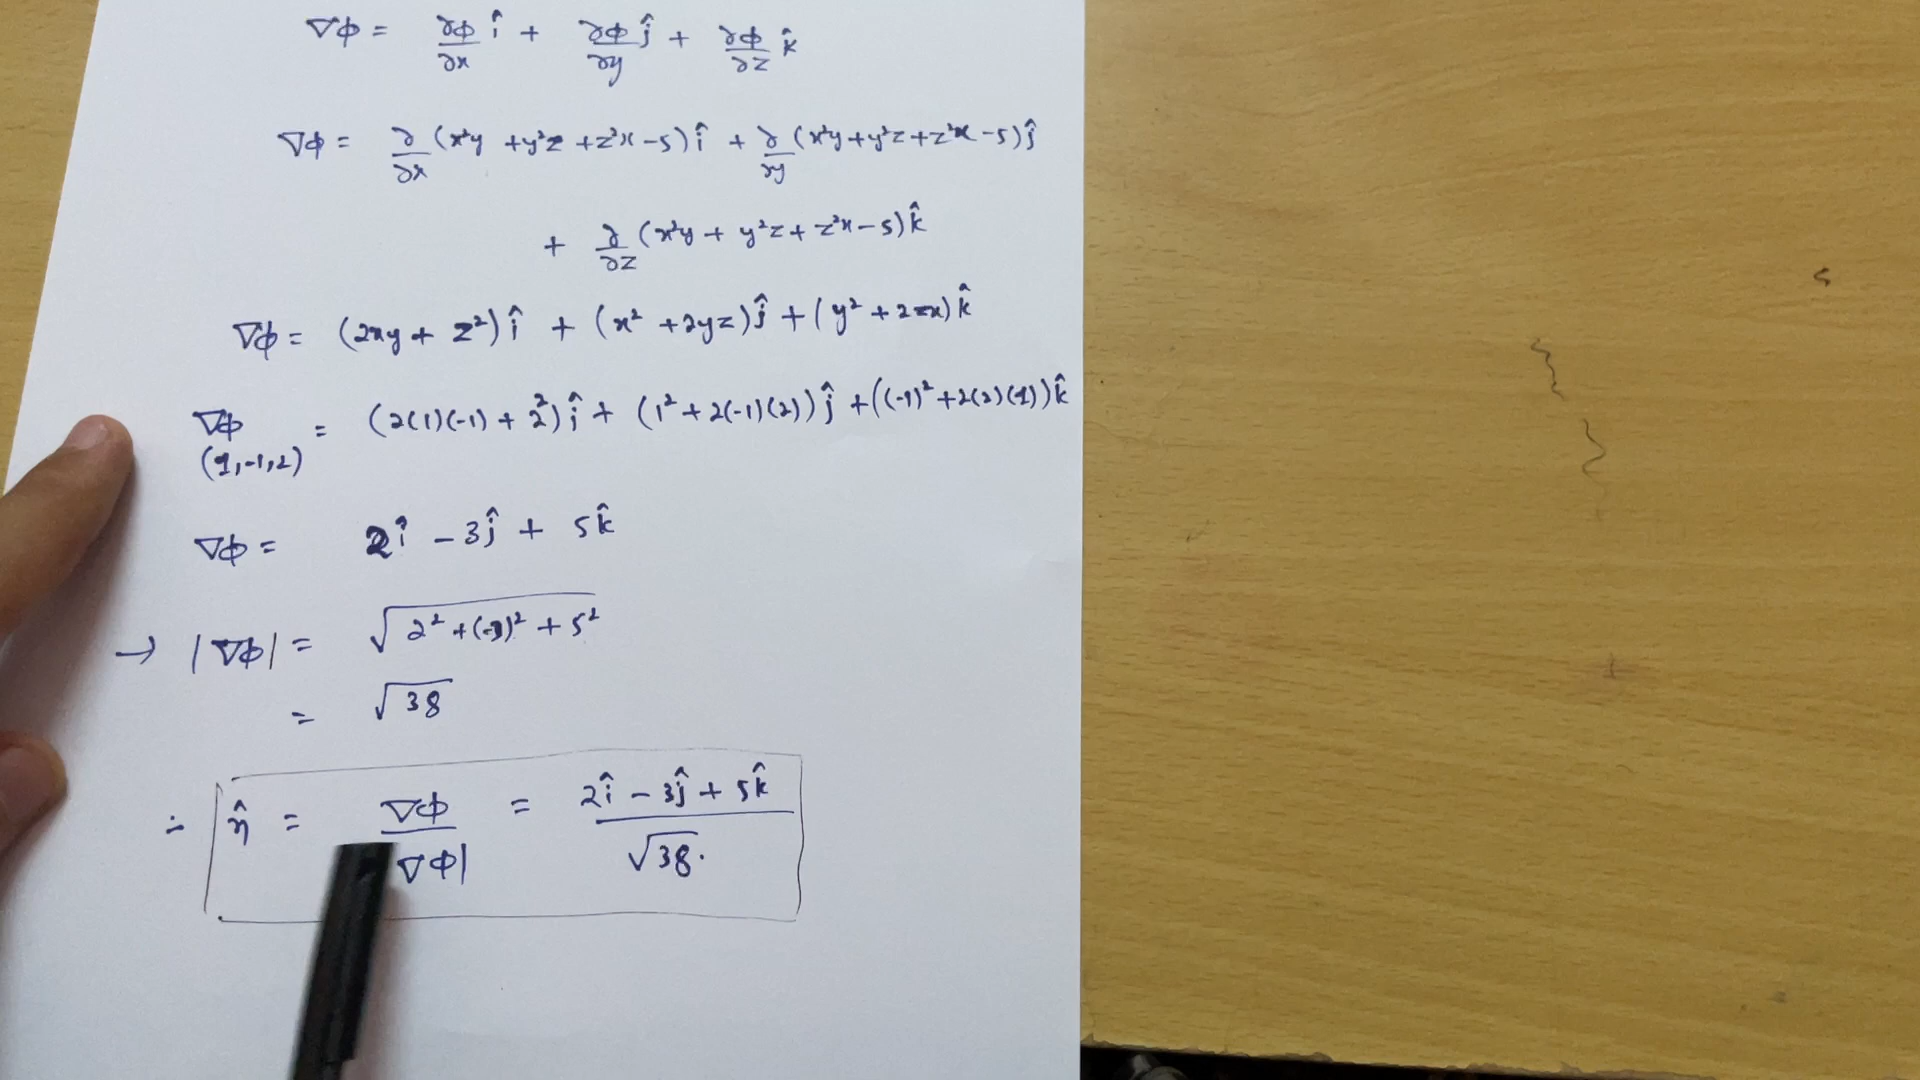 ∇ϕ = ∂ϕ/∂x î + ∂ϕ/∂y ĵ + ∂ϕ/∂z k̂
∇ϕ = ∂/∂x (x²y + y²z + z²x - 5) î + ∂/∂y (x²y + y²z + z²x - 5) ĵ
+ ∂/∂z (x²y + y²z + z²x - 5) k̂
∇ϕ = (2xy + z²) î + (x² + 2yz) ĵ + (y² + 2zx) k̂
∇ϕ (1,-1,2) = (2(1)(-1) + 2²) î + (1² + 2(-1)(2)) ĵ + ((-1)² + 2(2)(1)) k̂
∇ϕ = 2î - 3ĵ + 5k̂
→ |∇ϕ| = √(2² + (-3)² + 5²)
= √38
∴ n̂ = ∇ϕ / |∇ϕ| = (2î - 3ĵ + 5k̂) / √38.